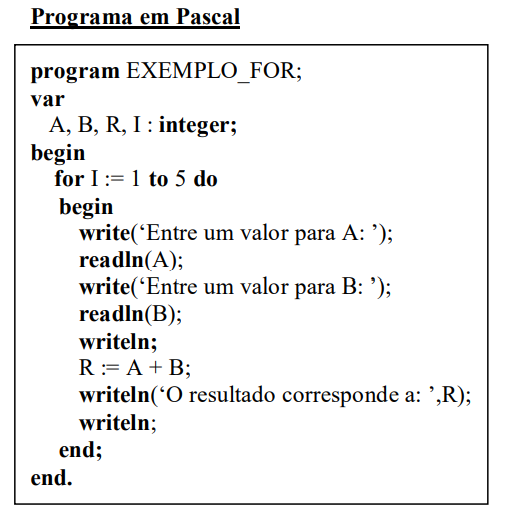 Programa em Pascal
program EXEMPLO_FOR;
var
A, B, R, I : integer;
begin
for I := 1 to 5 do
begin
write(‘Entre um valor para A: ’);
readln(A);
write(‘Entre um valor para B: ’);
readln(B);
writeln;
R := A + B;
writeln(‘O resultado corresponde a: ’,R);
writeln;
end;
end.